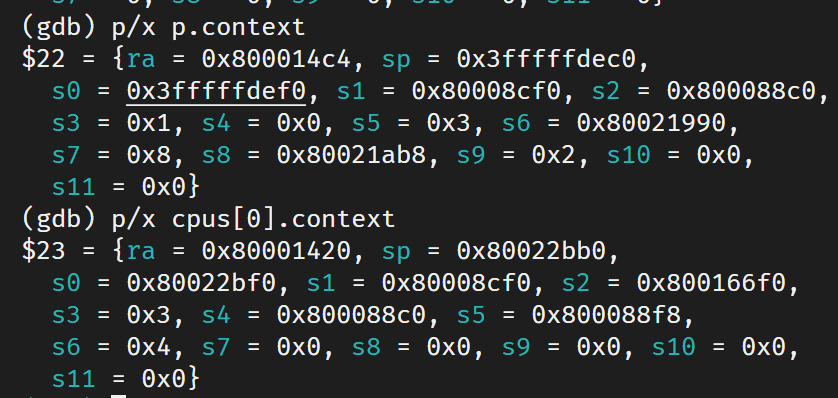 (gdb) p/x p.context
$22 = {ra = 0x800014c4, sp = 0x3fffffdec0,
s0 = 0x3fffffdef0, s1 = 0x80008cf0, s2 = 0x800088c0,
s3 = 0x1, s4 = 0x0, s5 = 0x3, s6 = 0x80021990,
s7 = 0x8, s8 = 0x80021ab8, s9 = 0x2, s10 = 0x0,
s11 = 0x0}
(gdb) p/x cpus[0].context
$23 = {ra = 0x80001420, sp = 0x80022bb0,
s0 = 0x80022bf0, s1 = 0x80008cf0, s2 = 0x800166f0,
s3 = 0x3, s4 = 0x800088c0, s5 = 0x800088f8,
s6 = 0x4, s7 = 0x0, s8 = 0x0, s9 = 0x0, s10 = 0x0,
s11 = 0x0}